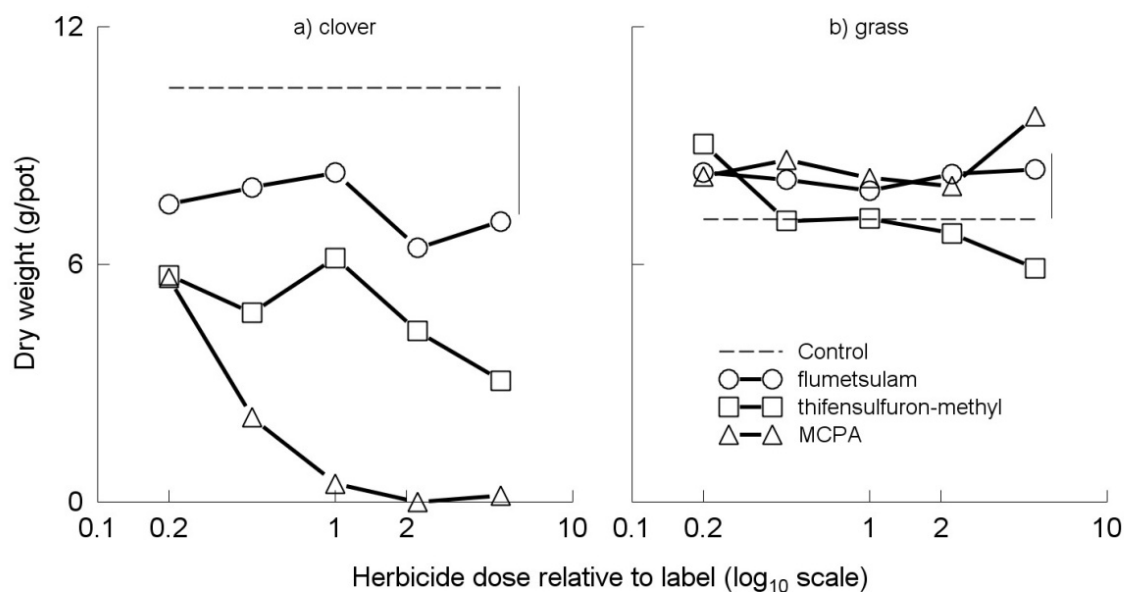 a) clover
b) grass
12
6
0
Dry weight (g/pot)
Control
flumetsulam
thifensulfuron-methyl
MCPA
0.1 0.2 1 2 10
0.1 0.2 1 2 10
Herbicide dose relative to label (log₁₀ scale)